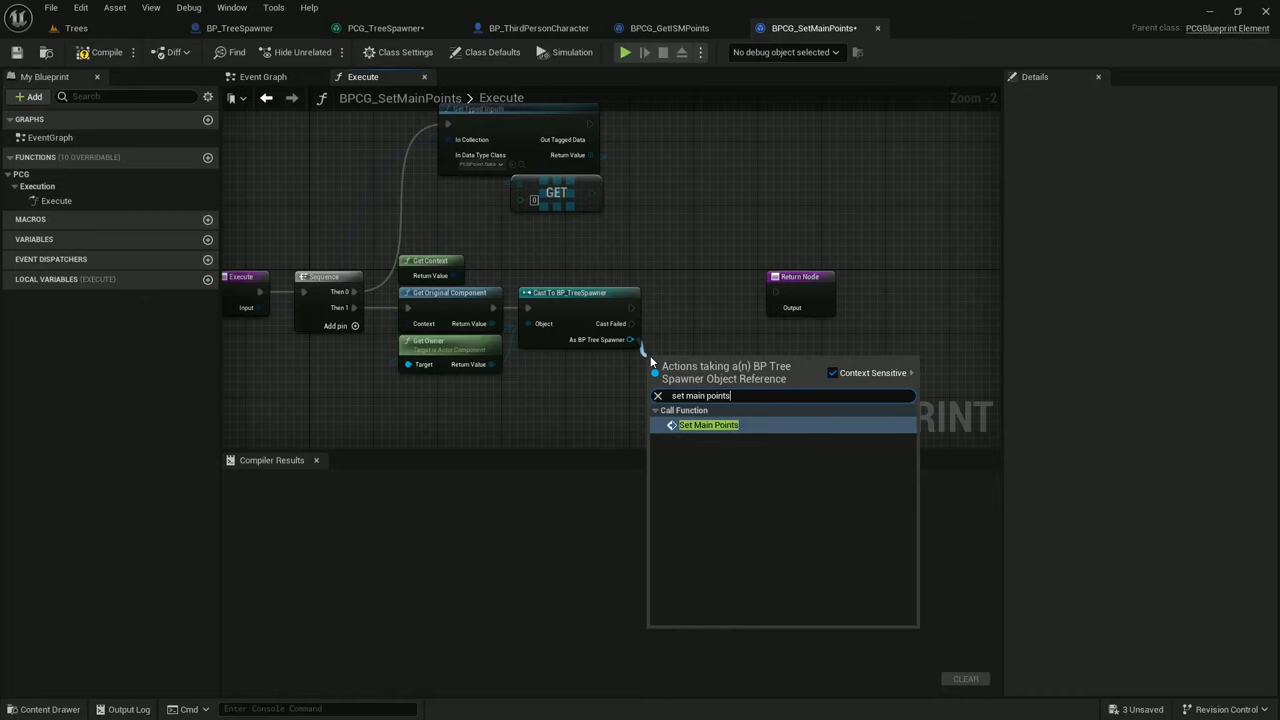 File Edit Asset View Debug Window Tools Help
Trees BP_TreeSpawner PCG_TreeSpawner* BP_ThirdPersonCharacter BPCG_GetISMPoints BPCG_SetMainPoints* Parent class: PCGBlueprint Element
Compile Diff Find Hide Unrelated Class Settings Class Defaults Simulation No debug object selected
My Blueprint Event Graph Execute Details
Add Search BPCG_SetMainPoints > Execute Zoom -2
GRAPHS
EventGraph
FUNCTIONS (10 OVERRIDABLE)
PCG
Execution
Execute
MACROS
VARIABLES
EVENT DISPATCHERS
LOCAL VARIABLES (EXECUTE)
Get Typed Inputs
In Collection Out Tagged Data
In Data Type Class Return Value
PCGPoint Data
GET
0
Get Context
Return Value
Execute
Input
Sequence
Then 0
Then 1
Add pin
Get Original Component
Context Return Value
Cast To BP_TreeSpawner
Object Cast Failed
As BP Tree Spawner
Get Owner
Target is Actor Component
Target Return Value
Return Node
Output
Actions taking a(n) BP Tree
Spawner Object Reference
Context Sensitive
set main points
Call Function
Set Main Points
RINT
Compiler Results
CLEAR
Content Drawer Output Log Cmd Enter Console Command 3 Unsaved Revision Control